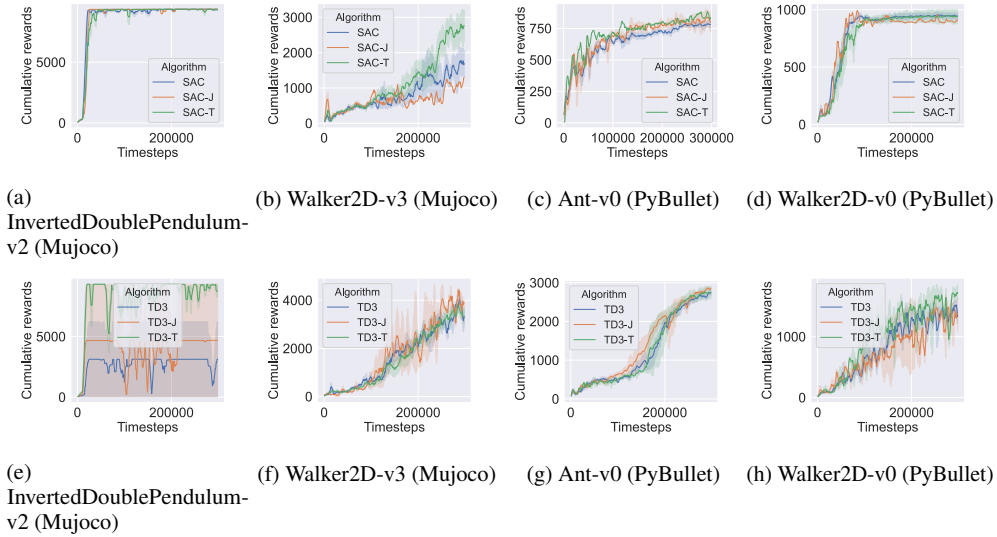 Cumulative rewards
5000
0
0
200000
Timesteps
Algorithm
SAC
SAC-J
SAC-T
Cumulative rewards
3000
2000
1000
0
0
200000
Timesteps
Algorithm
SAC
SAC-J
SAC-T
Cumulative rewards
750
500
250
0
0
100000 200000 300000
Timesteps
Algorithm
SAC
SAC-J
SAC-T
Cumulative rewards
1000
500
0
0
200000
Timesteps
Algorithm
SAC
SAC-J
SAC-T
(a)
InvertedDoublePendulum-
v2 (Mujoco)
(b) Walker2D-v3 (Mujoco)
(c) Ant-v0 (PyBullet)
(d) Walker2D-v0 (PyBullet)
Cumulative rewards
5000
0
0
200000
Timesteps
Algorithm
TD3
TD3-J
TD3-T
Cumulative rewards
4000
2000
0
0
200000
Timesteps
Algorithm
TD3
TD3-J
TD3-T
Cumulative rewards
3000
2000
1000
0
0
200000
Timesteps
Algorithm
TD3
TD3-J
TD3-T
Cumulative rewards
1000
0
0
200000
Timesteps
Algorithm
TD3
TD3-J
TD3-T
(e)
InvertedDoublePendulum-
v2 (Mujoco)
(f) Walker2D-v3 (Mujoco)
(g) Ant-v0 (PyBullet)
(h) Walker2D-v0 (PyBullet)